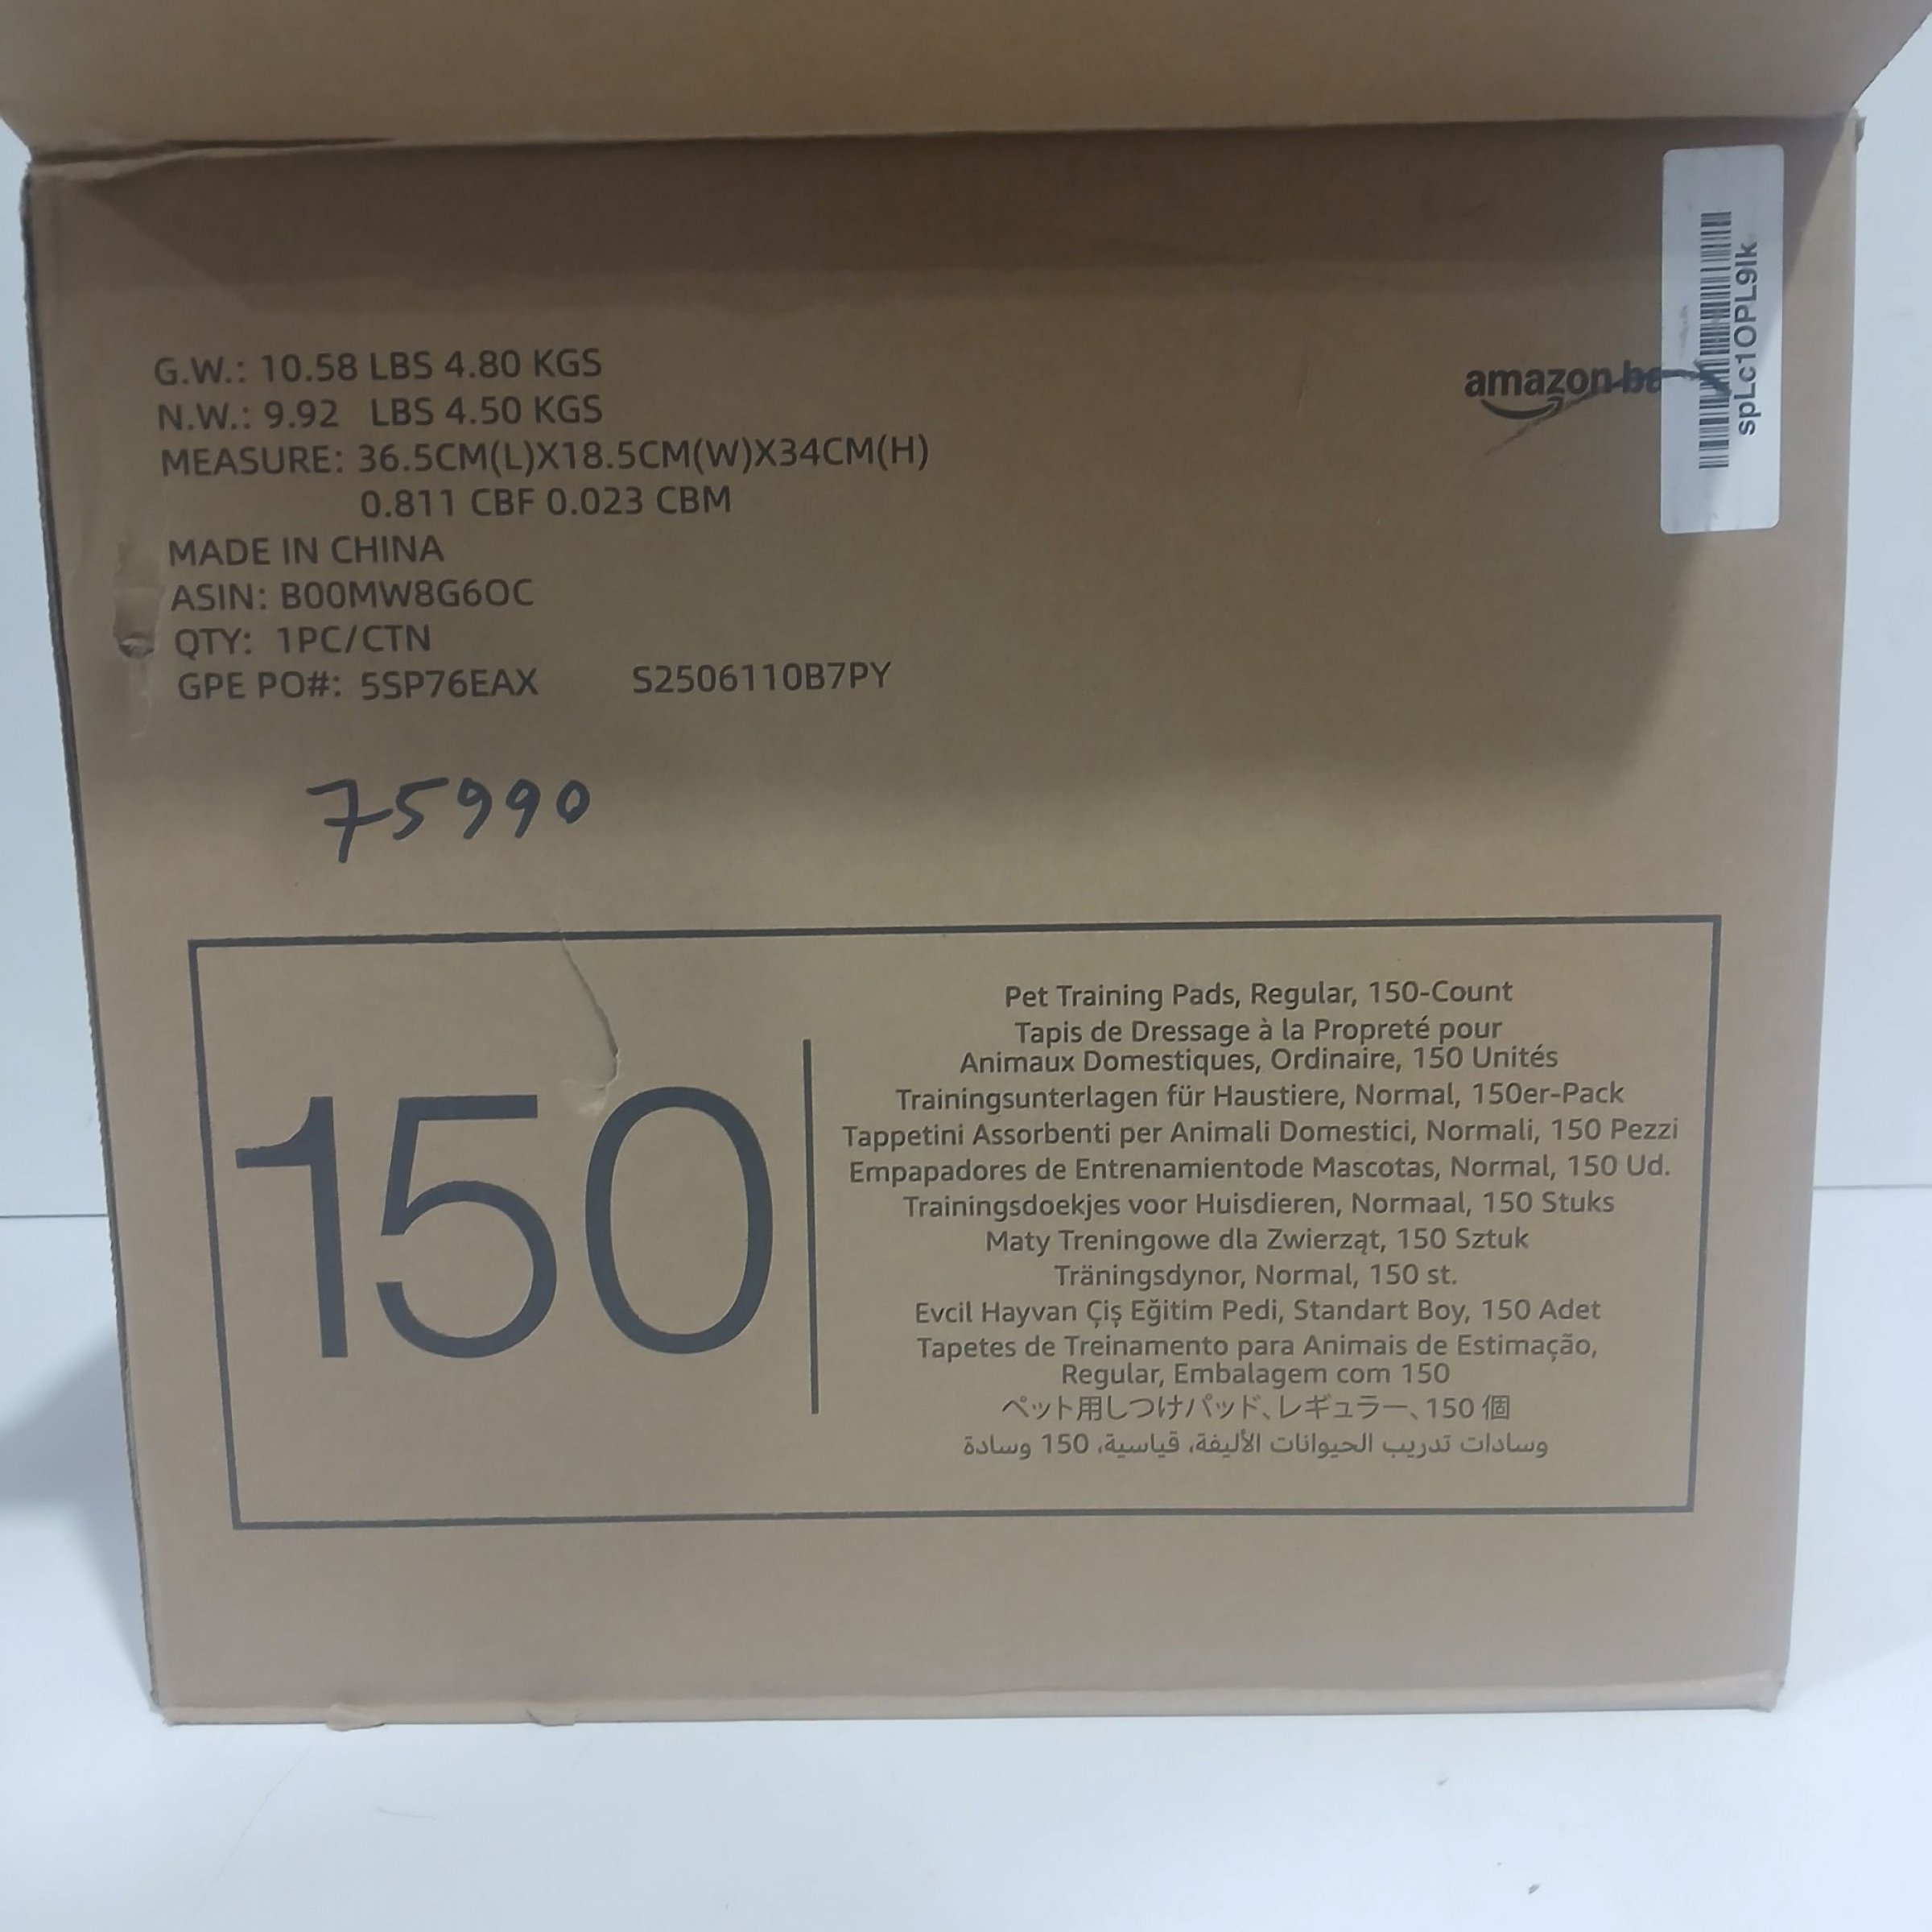 G.W.: 10.58 LBS 4.80 KGS
N.W.: 9.92 LBS 4.50 KGS
MEASURE: 36.5CM(L)X18.5CM(W)X34CM(H)
0.811 CBF 0.023 CBM
MADE IN CHINA
ASIN: B00MW8G6OC
QTY: 1PC/CTN
GPE PO#: 5SP76EAX S2506110B7PY
amazon
spLc1OPL9lk
75990
150
Pet Training Pads, Regular, 150-Count
Tapis de Dressage à la Propreté pour
Animaux Domestiques, Ordinaire, 150 Unités
Trainingsunterlagen für Haustiere, Normal, 150er-Pack
Tappetini Assorbenti per Animali Domestici, Normali, 150 Pezzi
Empapadores de Entrenamientode Mascotas, Normal, 150 Ud.
Trainingsdoekjes voor Huisdieren, Normaal, 150 Stuks
Maty Treningowe dla Zwierząt, 150 Sztuk
Träningsdynor, Normal, 150 st.
Evcil Hayvan Çiş Eğitim Pedi, Standart Boy, 150 Adet
Tapetes de Treinamento para Animais de Estimação,
Regular, Embalagem com 150
ペット用しつけパッド、レギュラー、150 個
وسادات تدريب الحيوانات الأليفة، قياسية، 150 وسادة